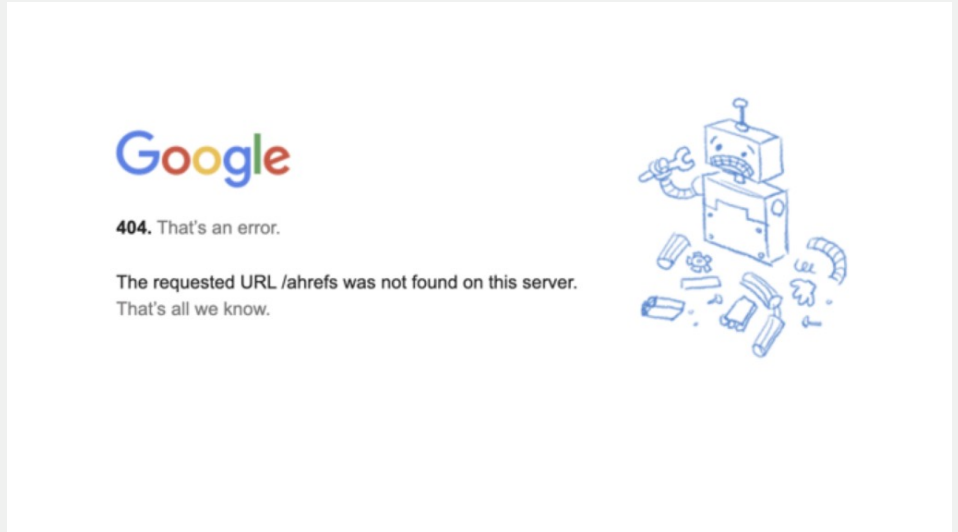 Google
404. That's an error.
The requested URL /ahrefs was not found on this server.
That's all we know.